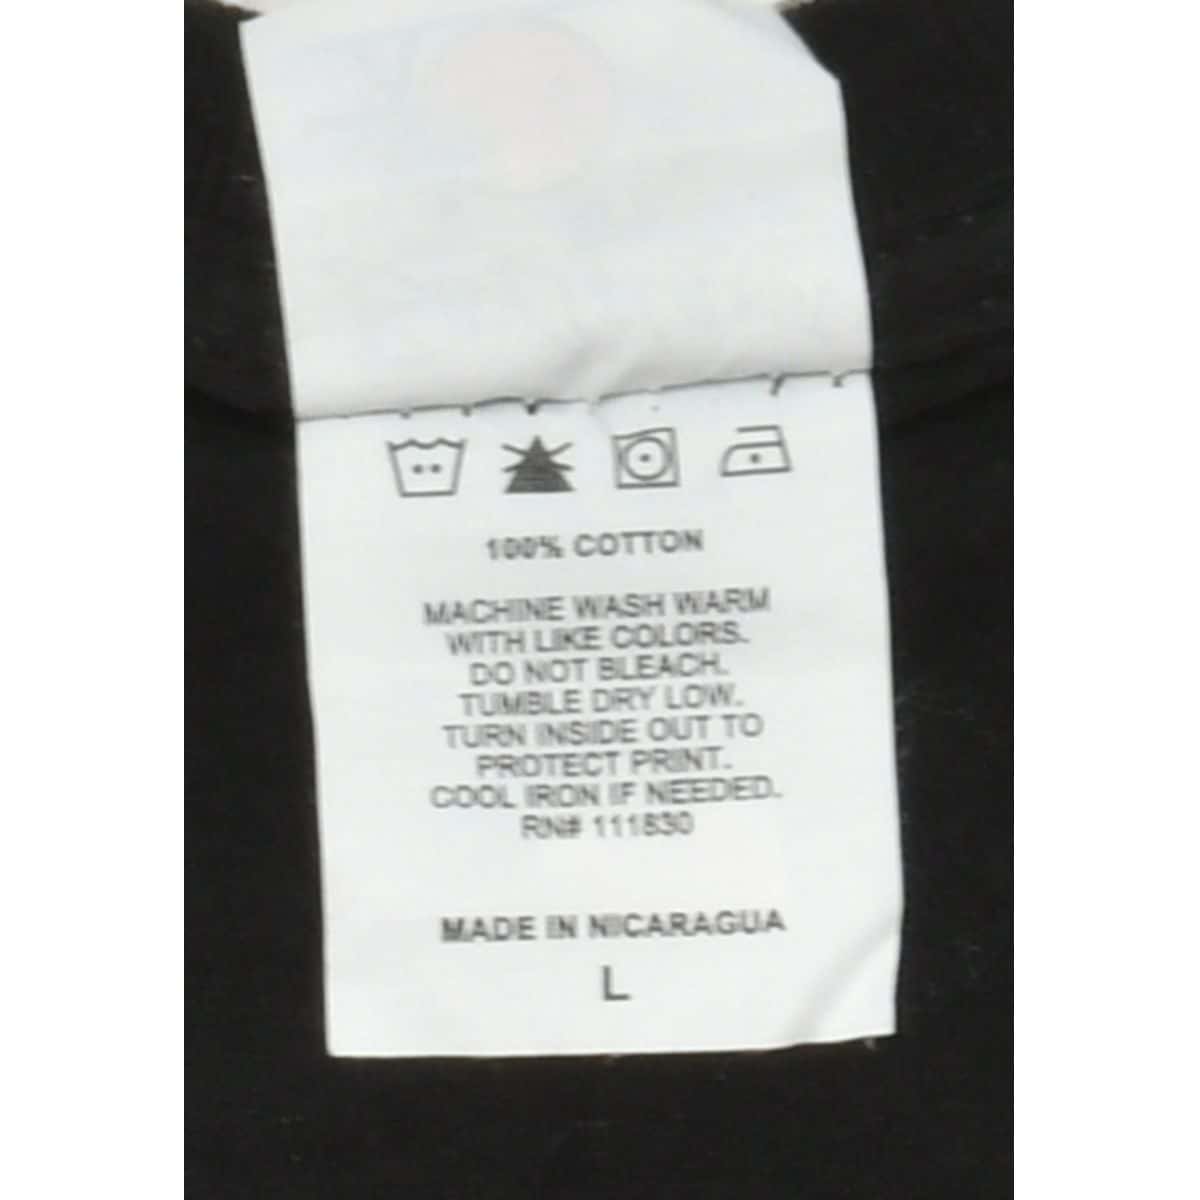 100% COTTON
MACHINE WASH WARM
WITH LIKE COLORS.
DO NOT BLEACH.
TUMBLE DRY LOW.
TURN INSIDE OUT TO
PROTECT PRINT.
COOL IRON IF NEEDED.
RN# 111830
MADE IN NICARAGUA
L